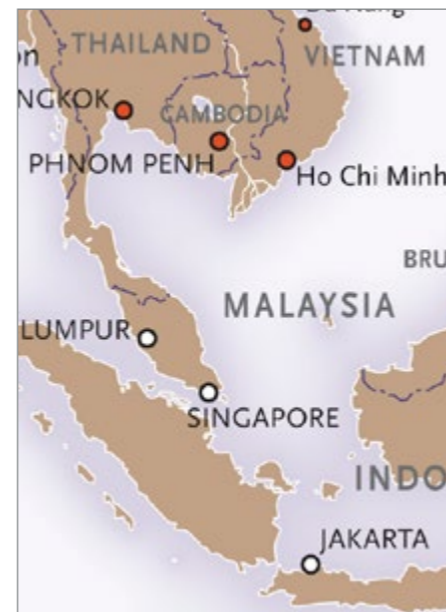 THAILAND
VIETNAM
NGKOK
CAMBODIA
PHNOM PENH
Ho Chi Minh
BRU
MALAYSIA
LUMPUR
SINGAPORE
INDO
JAKARTA